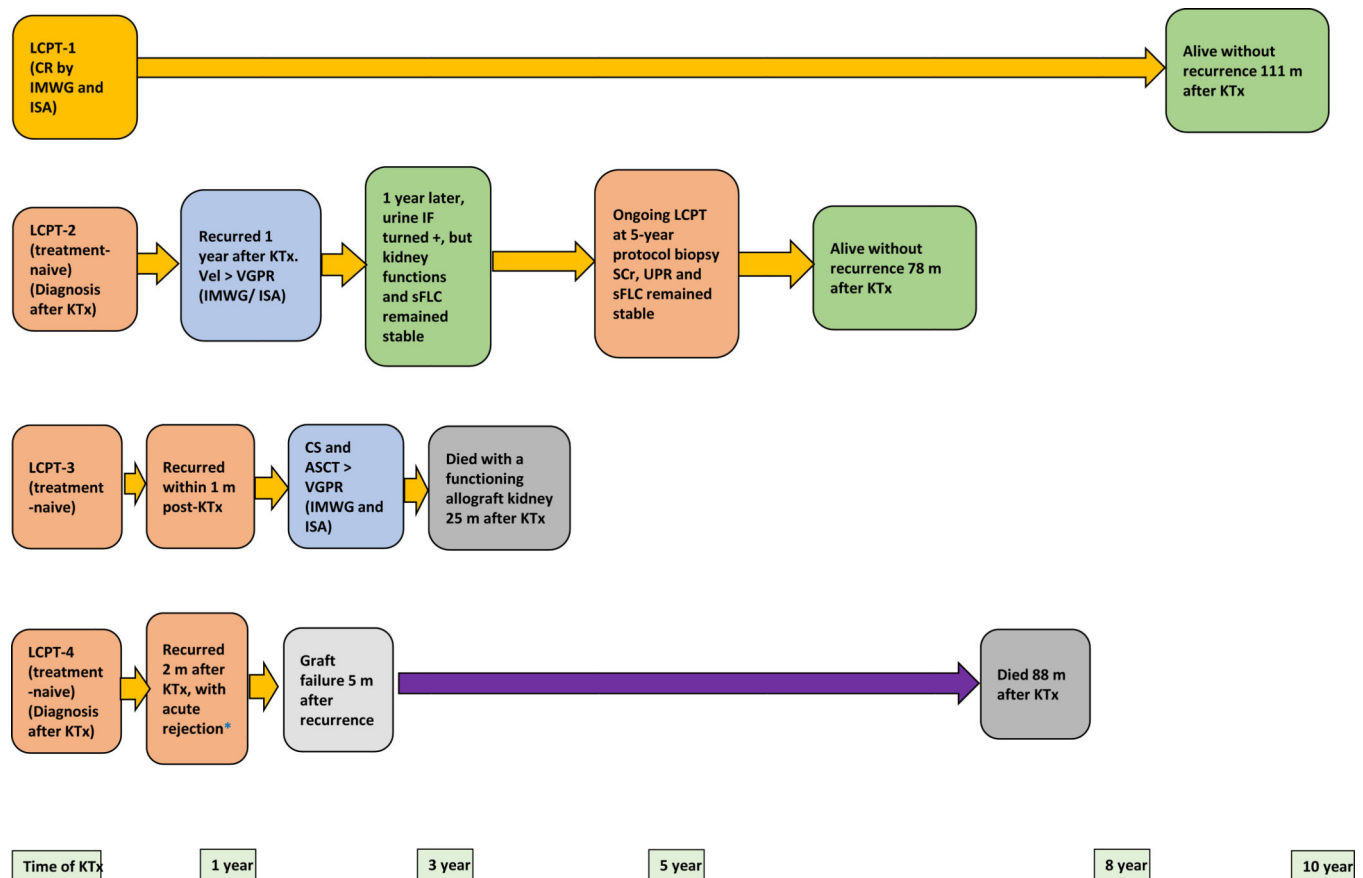 LCPT-1
(CR by
IMWG and
ISA)
Alive without
recurrence 111 m
after KTx
LCPT-2
(treatment-
naive)
(Diagnosis
after KTx)
Recurred 1
year after KTx.
Vel > VGPR
(IMWG/ ISA)
1 year later,
urine IF
turned +, but
kidney
functions
and sFLC
remained
stable
Ongoing LCPT
at 5-year
protocol biopsy
SCr, UPR and
sFLC remained
stable
Alive without
recurrence 78 m
after KTx
LCPT-3
(treatment
-naive)
Recurred
within 1 m
post-KTx
CS and
ASCT >
VGPR
(IMWG and
ISA)
Died with a
functioning
allograft kidney
25 m after KTx
LCPT-4
(treatment
-naive)
(Diagnosis
after KTx)
Recurred
2 m after
KTx, with
acute
rejection*
Graft
failure 5 m
after
recurrence
Died 88 m
after KTx
Time of KTx
1 year
3 year
5 year
8 year
10 year